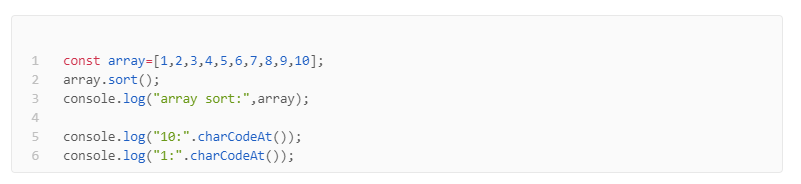 1 const array=[1,2,3,4,5,6,7,8,9,10];
2 array.sort();
3 console.log("array sort:",array);
4
5 console.log("10:".charCodeAt());
6 console.log("1:".charCodeAt());